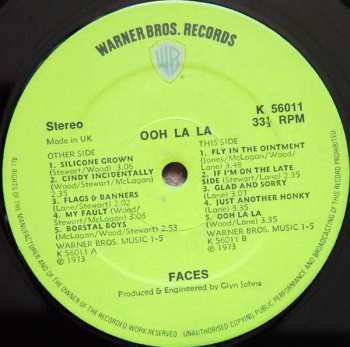 WARNER BROS. RECORDS
WB
Stereo
Made in UK
K 56011
33⅓ RPM
OOH LA LA
OTHER SIDE
1. SILICONE GROWN
(Stewart/Wood) 3.05
2. CINDY INCIDENTALLY
(Wood/Stewart/McLagan)
2.35
3. FLAGS & BANNERS
(Lane/Stewart) 2.02
4. MY FAULT (Wood/
Stewart/McLagan) 3.05
5. BORSTAL BOYS
(McLagan/Wood/Stewart) 2.53
WARNER BROS. MUSIC 1-5
K 56011 A
℗ 1973
THIS SIDE
1. FLY IN THE OINTMENT
(Jones/McLagan/Wood/
Lane) 3.48
2. IF I'M ON THE LATE
SIDE (Stewart/Lane) 2.35
3. GLAD AND SORRY
(Lane) 3.07
4. JUST ANOTHER HONKY
(Lane) 3.35
5. OOH LA LA
(Wood/Lane) 3.35
WARNER BROS. MUSIC 1-5
K 56011 B
℗ 1973
FACES
Produced & Engineered by Glyn Johns
ALL RIGHTS OF THE MANUFACTURER AND OF THE OWNER OF THE RECORDED WORK RESERVED. UNAUTHORISED COPYING PUBLIC PERFORMANCE AND BROADCASTING OF THIS RECORD PROHIBITED